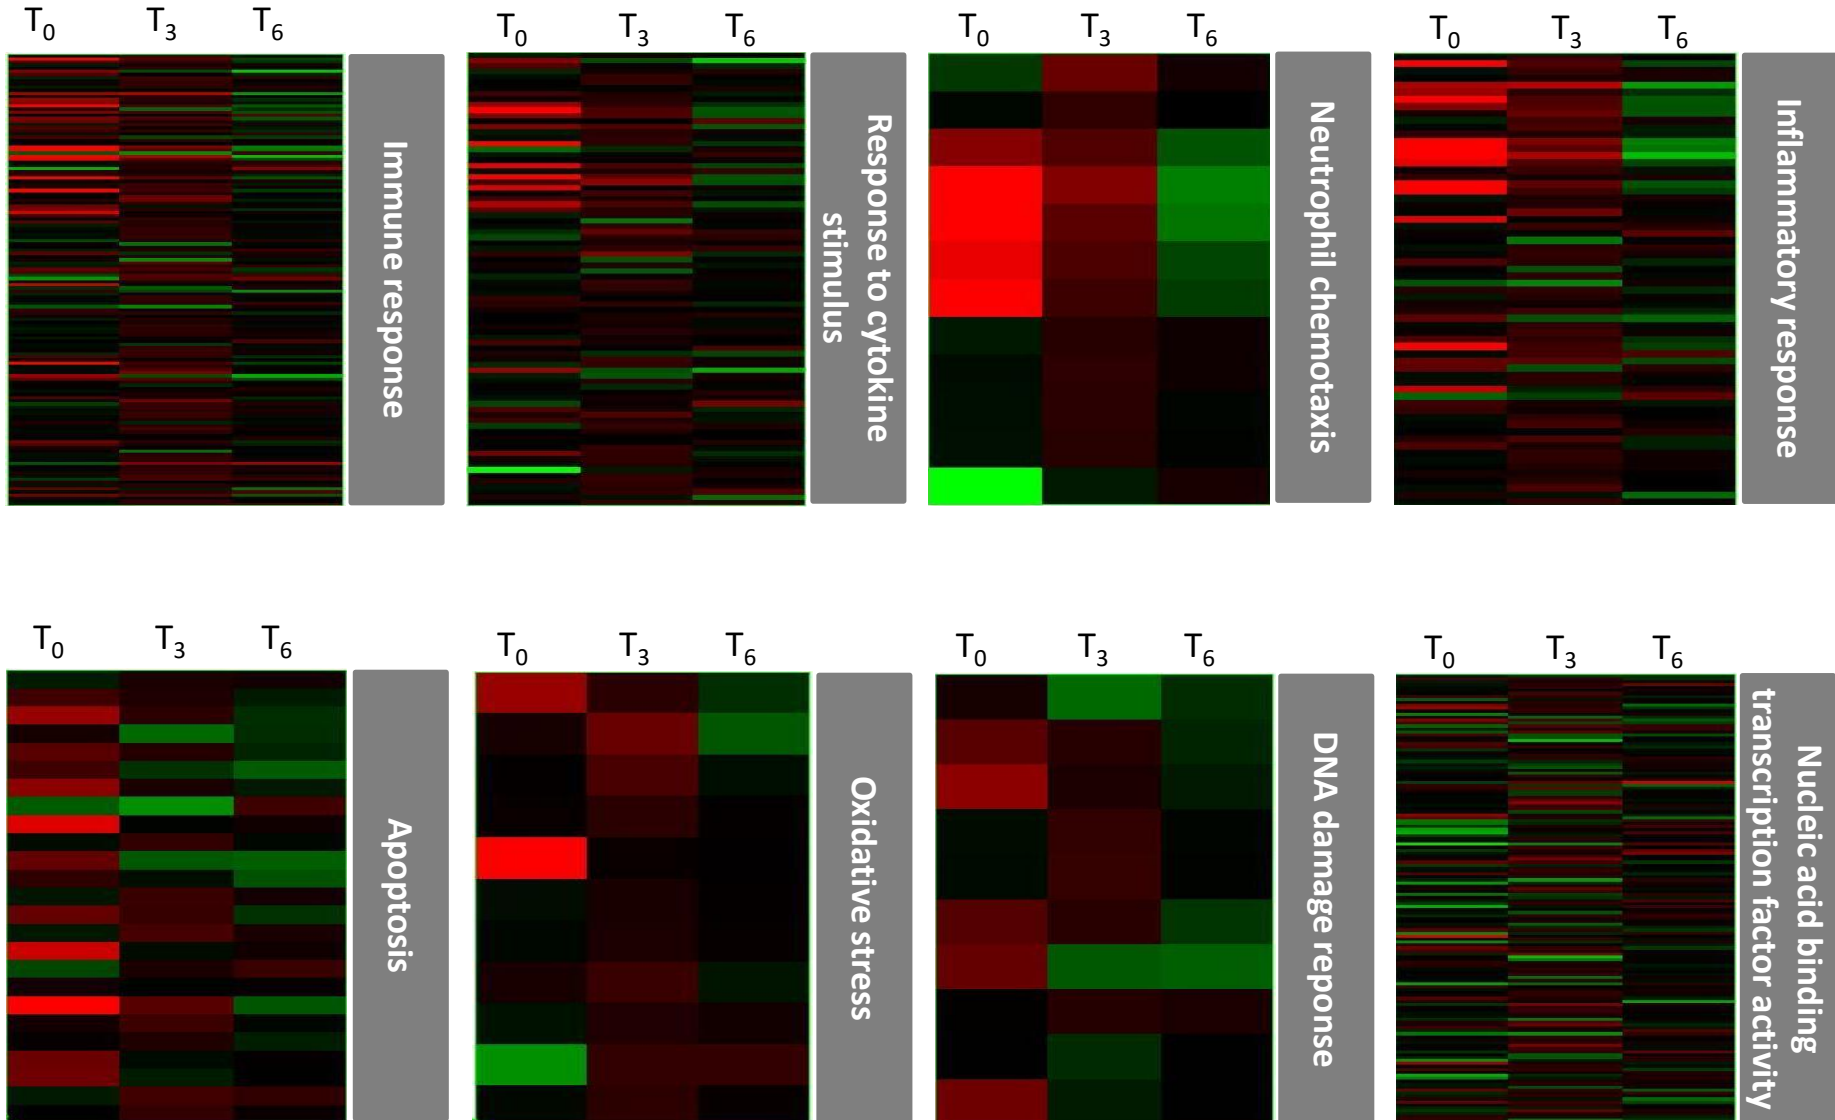 T₀ T₃ T₆
Immune response
T₀ T₃ T₆
Response to cytokine
stimulus
T₀ T₃ T₆
Neutrophil chemotaxis
T₀ T₃ T₆
Inflammatory response
T₀ T₃ T₆
Apoptosis
T₀ T₃ T₆
Oxidative stress
T₀ T₃ T₆
DNA damage reponse
T₀ T₃ T₆
Nucleic acid binding
transcription factor activity